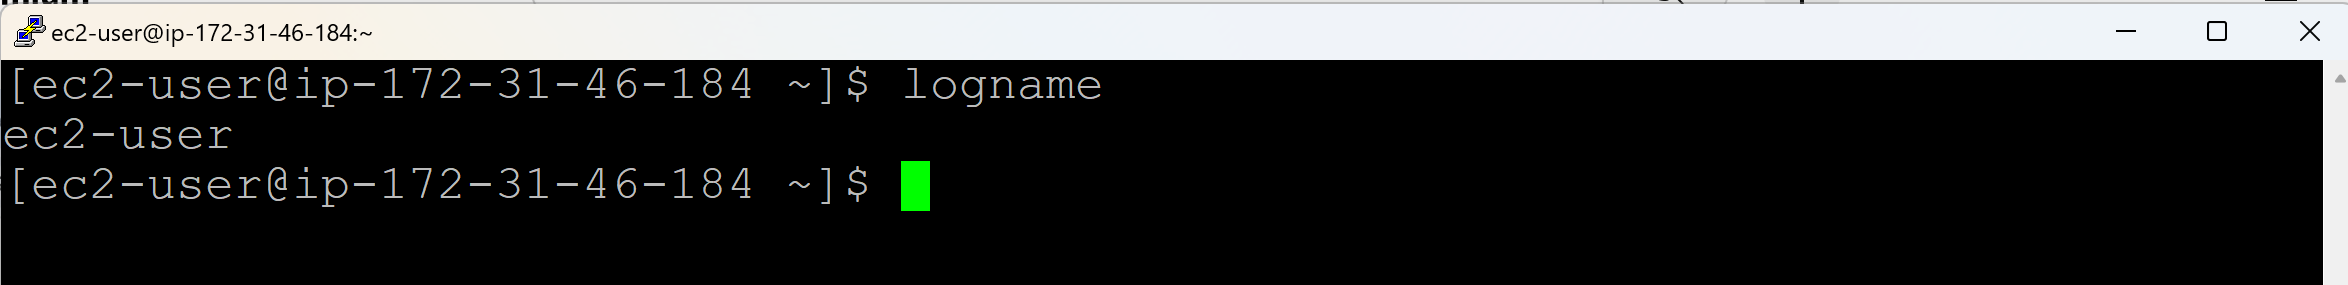 ec2-user@ip-172-31-46-184:~
[ec2-user@ip-172-31-46-184 ~]$ logname
ec2-user
[ec2-user@ip-172-31-46-184 ~]$